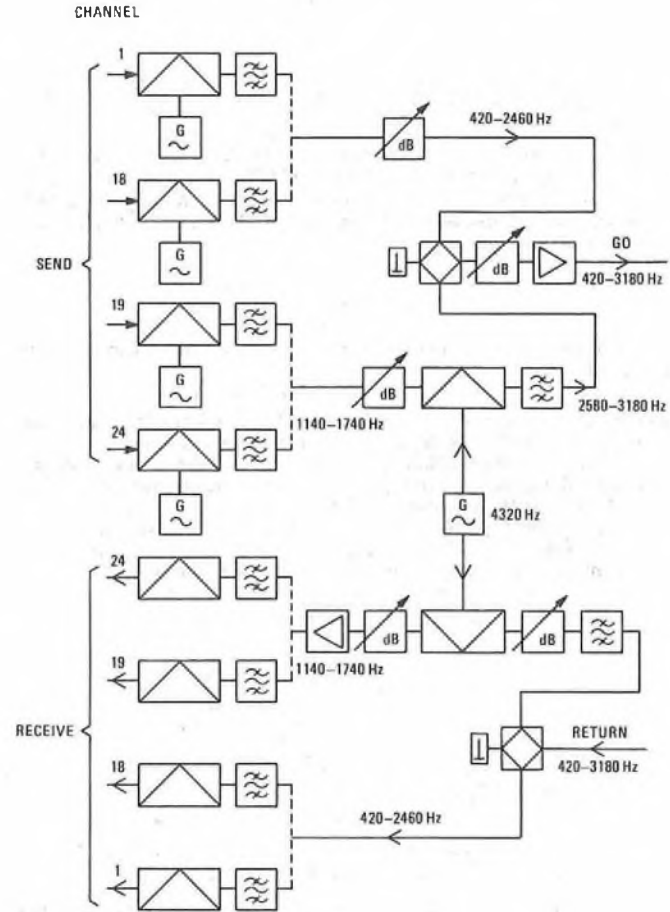 CHANNEL
1
G
dB
420–2460 Hz
18
G
SEND
dB
GO
420–3180 Hz
19
G
dB
1140–1740 Hz
2580–3180 Hz
24
G
G
4320 Hz
24
dB
dB
1140–1740 Hz
19
RECEIVE
RETURN
420–3180 Hz
18
420–2460 Hz
1